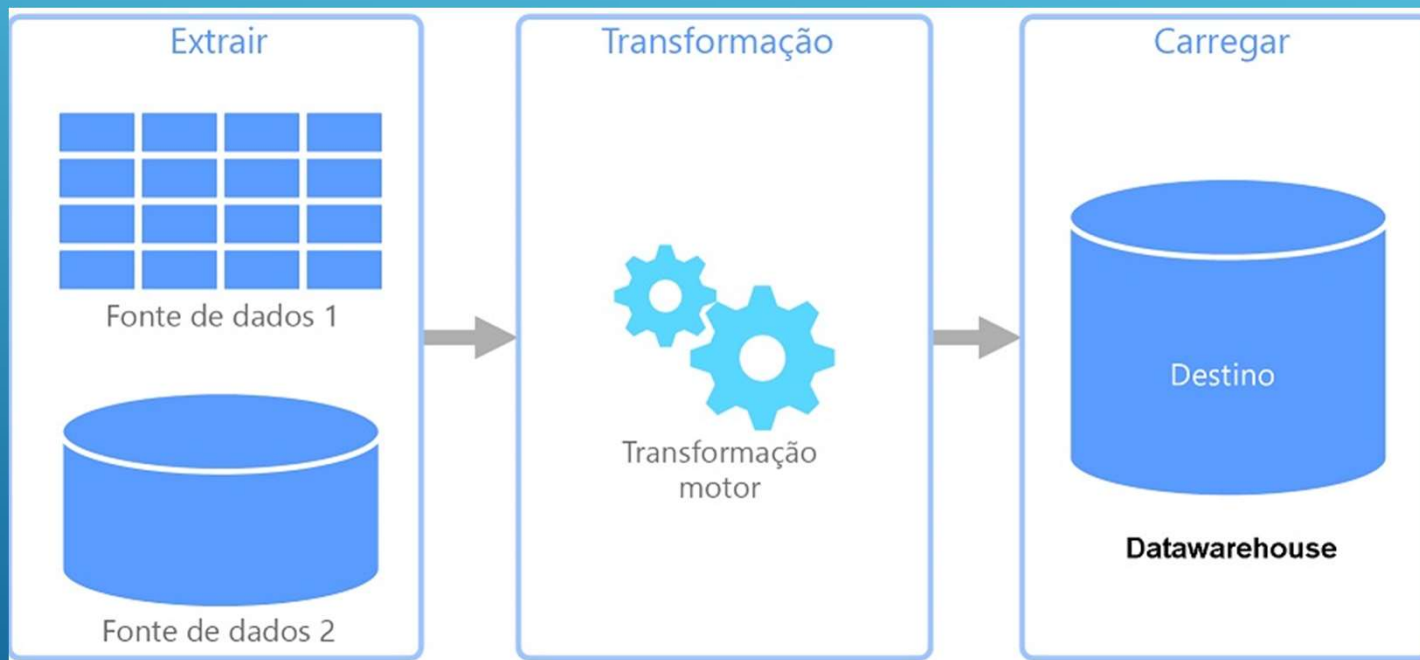 Extrair
Fonte de dados 1
Fonte de dados 2
Transformação
Transformação
motor
Carregar
Destino
Datawarehouse